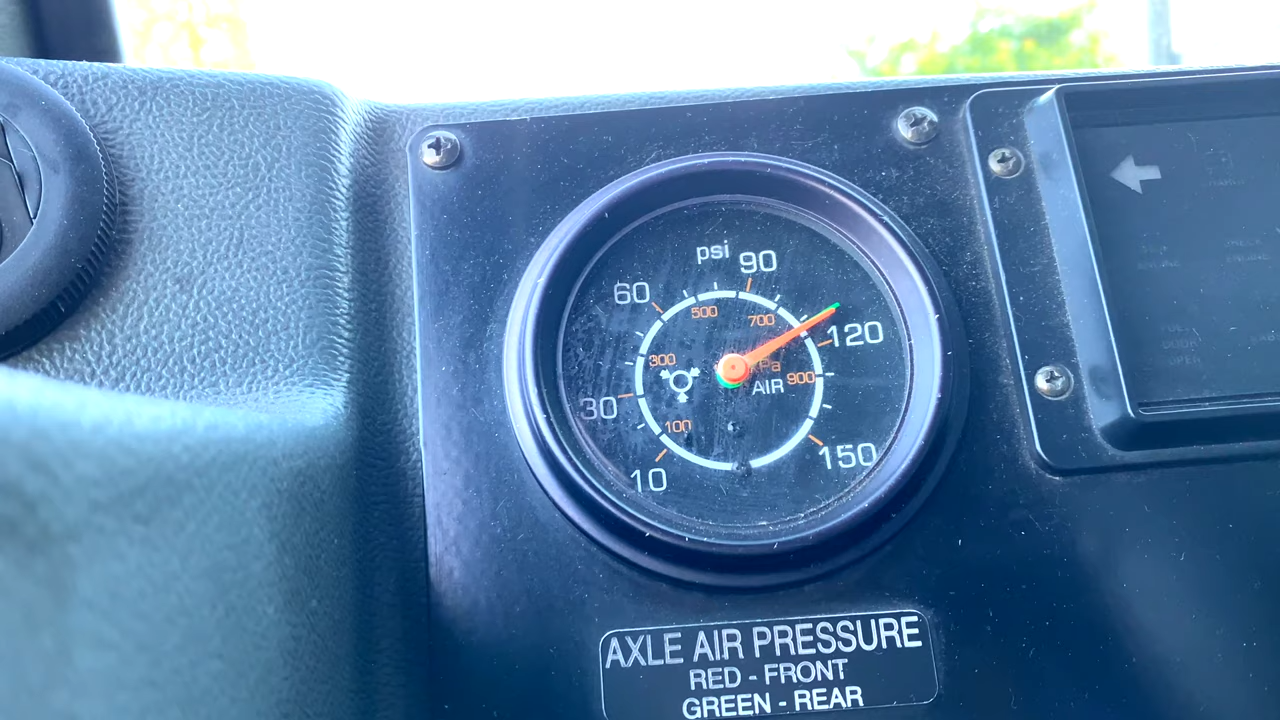 psi
90
60
500
700
120
300
kPa
AIR
900
30
100
150
10
AXLE AIR PRESSURE
RED - FRONT
GREEN - REAR